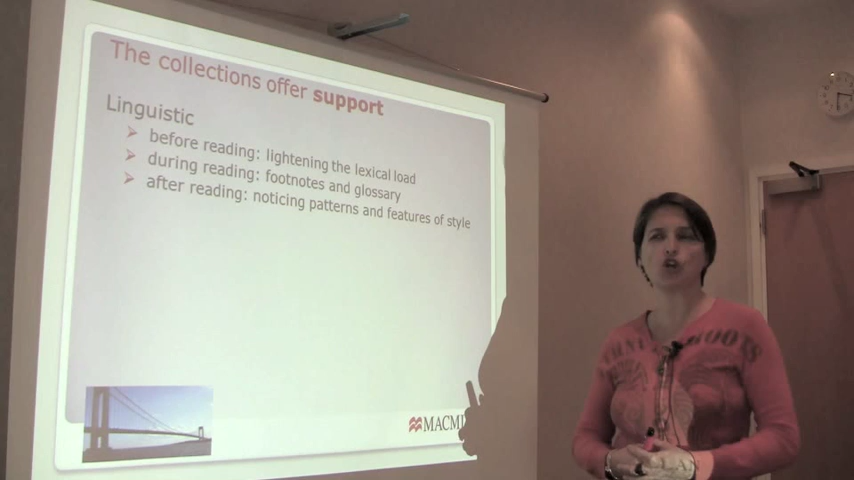 The collections offer support
Linguistic
before reading: lightening the lexical load
during reading: footnotes and glossary
after reading: noticing patterns and features of style
MACMI